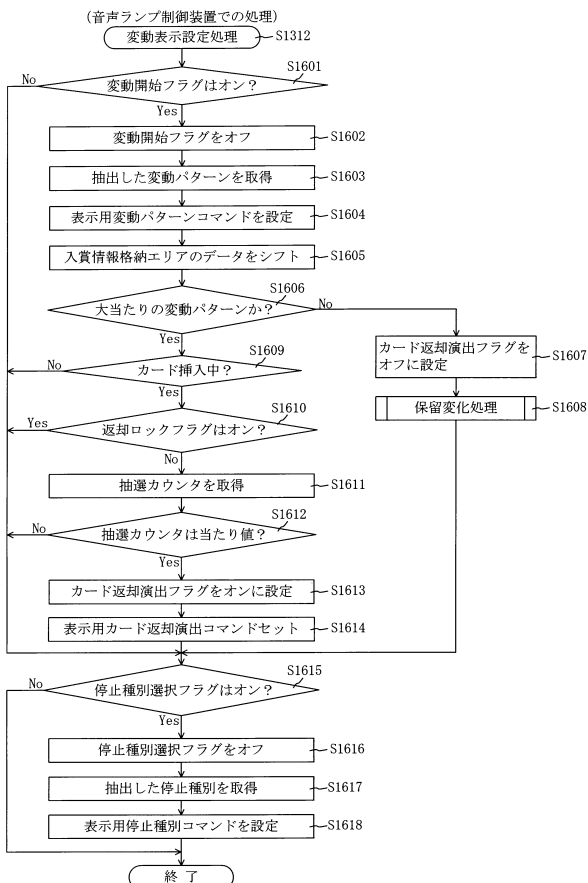 (音声ランプ制御装置での処理)
変動表示設定処理 S1312
S1601
No 変動開始フラグはオン？
Yes
変動開始フラグをオフ S1602
抽出した変動パターンを取得 S1603
表示用変動パターンコマンドを設定 S1604
入賞情報格納エリアのデータをシフト S1605
S1606
大当たりの変動パターンか？ No
Yes
カード返却演出フラグを
オフに設定 S1607
保留変化処理 S1608
S1609
No カード挿入中？
Yes
S1610
Yes 返却ロックフラグはオン？
No
抽選カウンタを取得 S1611
S1612
No 抽選カウンタは当たり値？
Yes
カード返却演出フラグをオンに設定 S1613
表示用カード返却演出コマンドセット S1614
S1615
No 停止種別選択フラグはオン？
Yes
停止種別選択フラグをオフ S1616
抽出した停止種別を取得 S1617
表示用停止種別コマンドを設定 S1618
終了